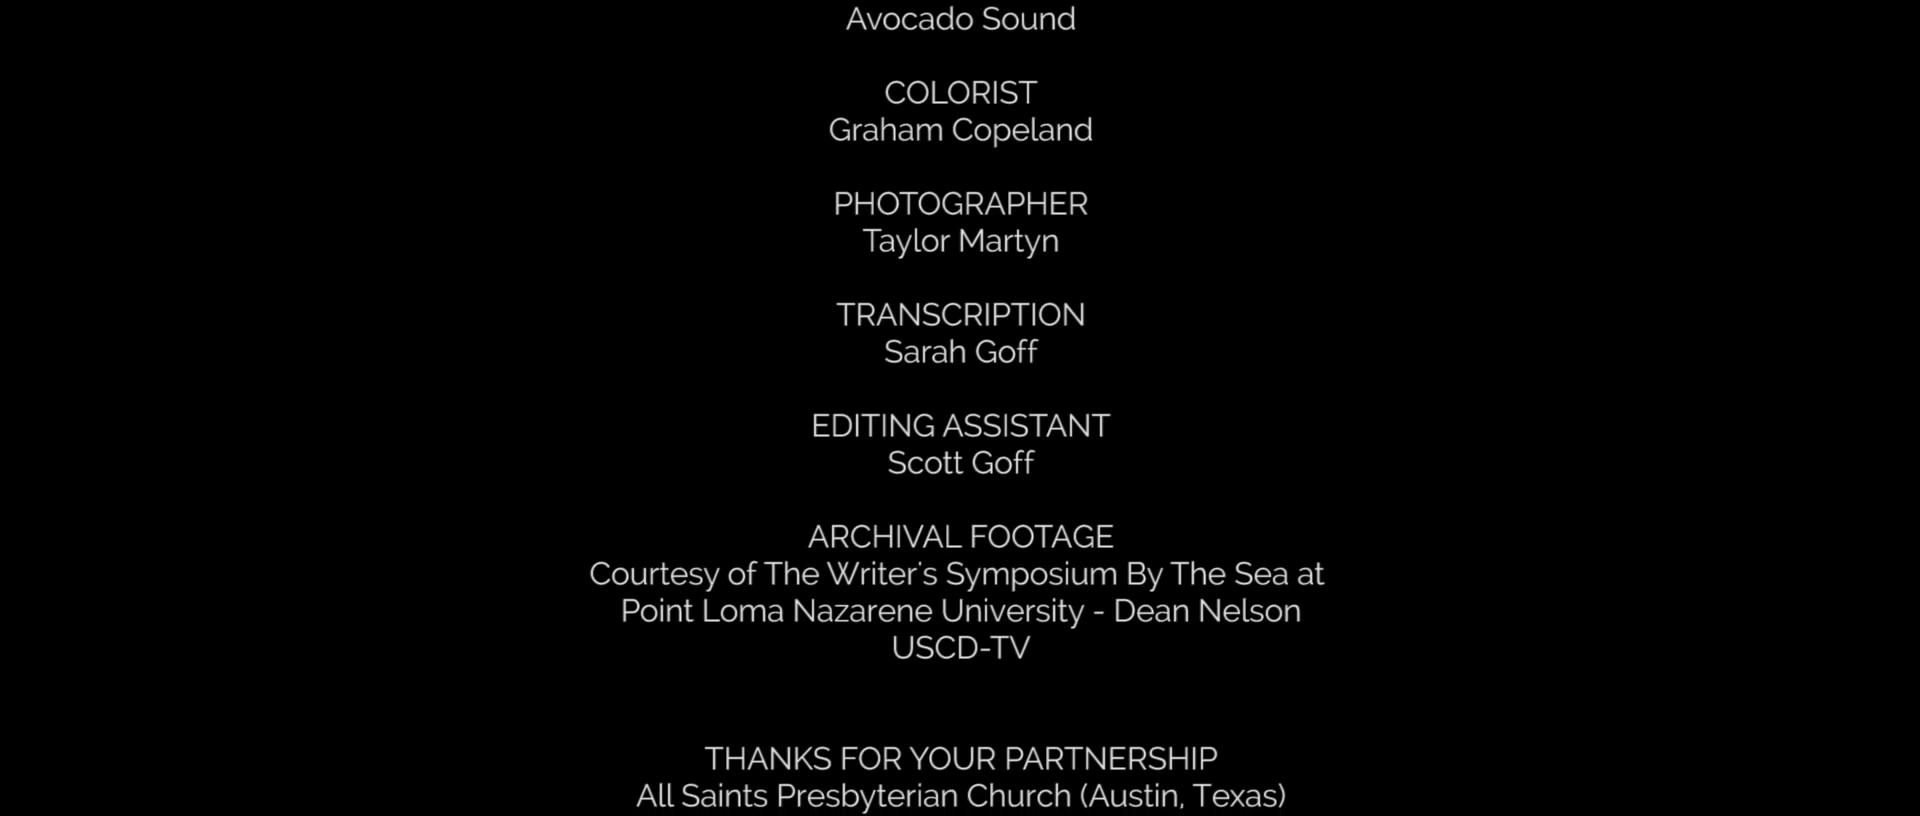 Avocado Sound
COLORIST
Graham Copeland
PHOTOGRAPHER
Taylor Martyn
TRANSCRIPTION
Sarah Goff
EDITING ASSISTANT
Scott Goff
ARCHIVAL FOOTAGE
Courtesy of The Writer's Symposium By The Sea at
Point Loma Nazarene University - Dean Nelson
USCD-TV
THANKS FOR YOUR PARTNERSHIP
All Saints Presbyterian Church (Austin, Texas)